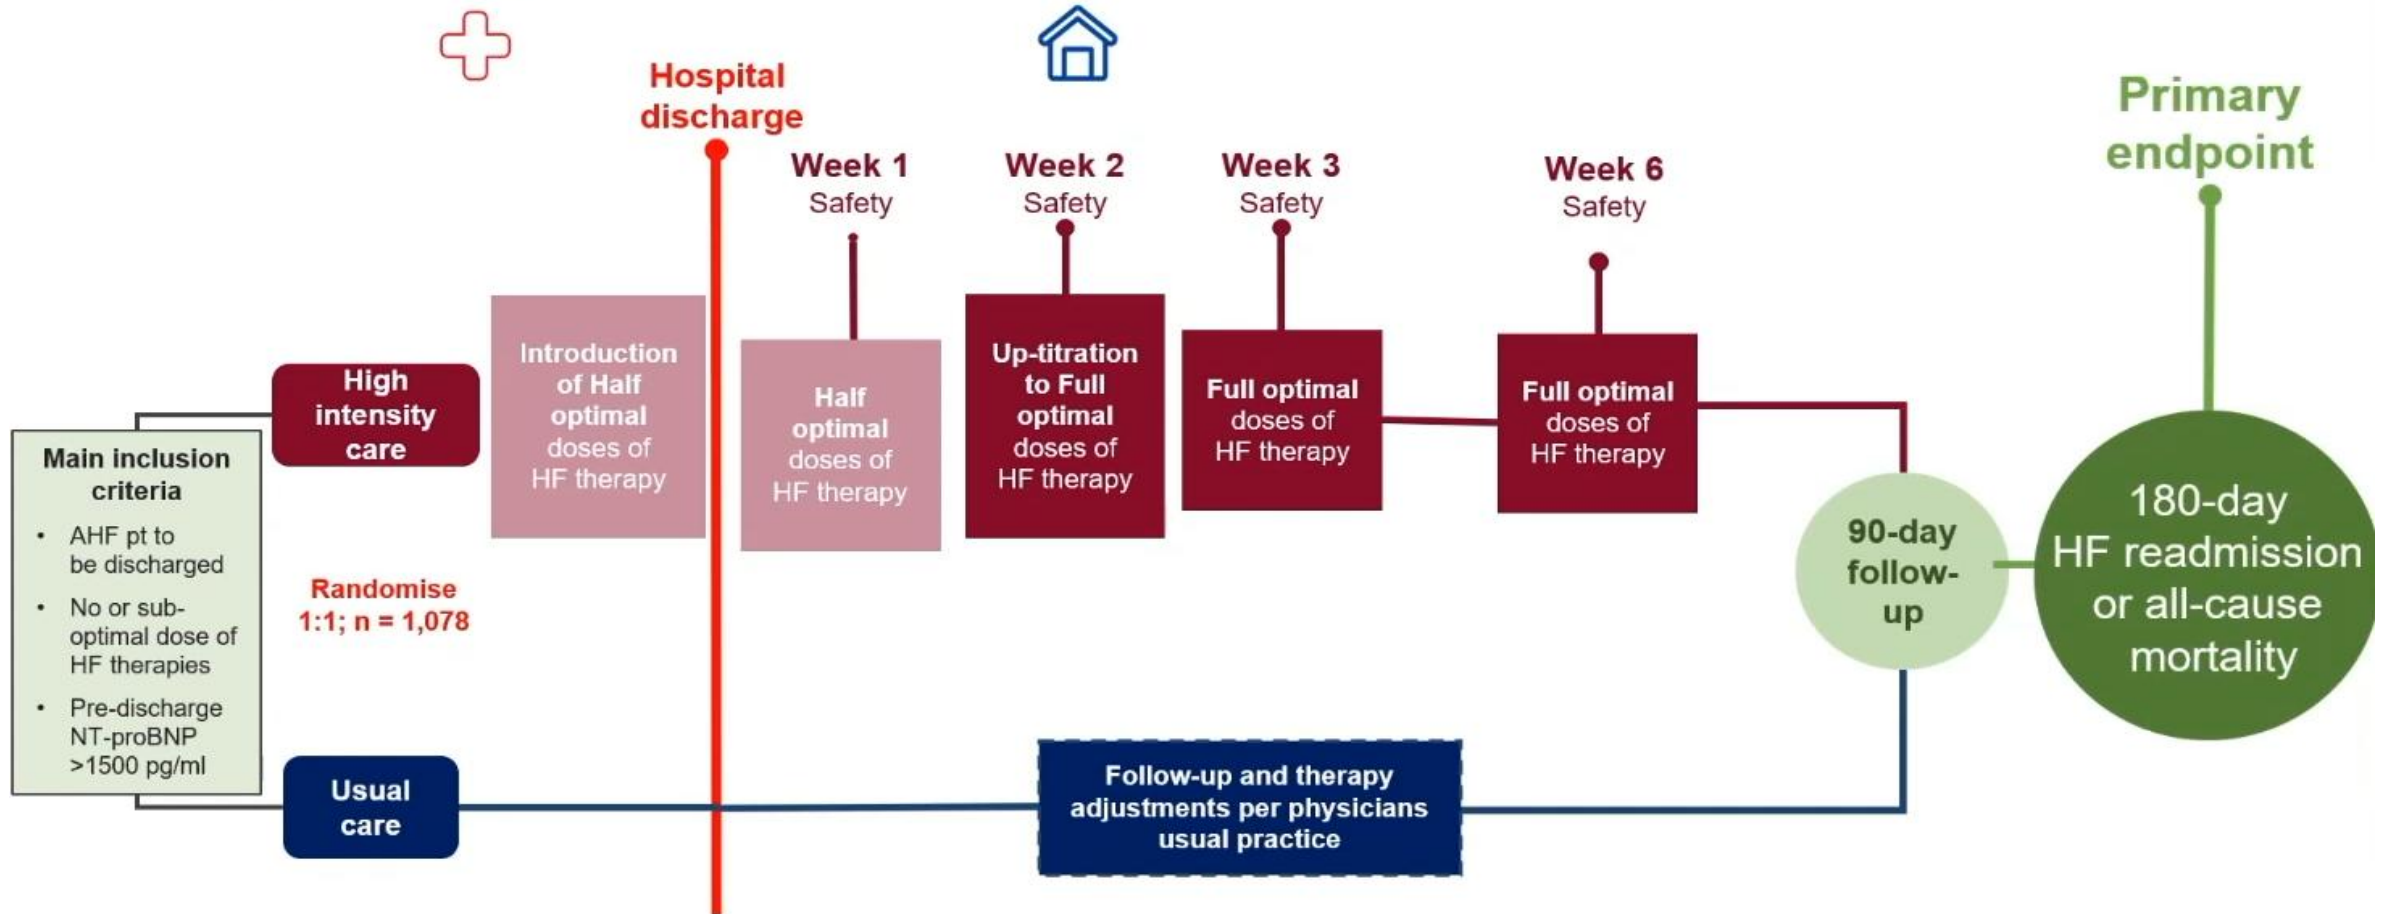 Hospital
discharge
Week 1
Safety
Week 2
Safety
Week 3
Safety
Week 6
Safety
Primary
endpoint
Main inclusion
criteria
• AHF pt to
be discharged
• No or sub-
optimal dose of
HF therapies
• Pre-discharge
NT-proBNP
>1500 pg/ml
High
intensity
care
Randomise
1:1; n = 1,078
Usual
care
Introduction
of Half
optimal
doses of
HF therapy
Half
optimal
doses of
HF therapy
Up-titration
to Full
optimal
doses of
HF therapy
Full optimal
doses of
HF therapy
Full optimal
doses of
HF therapy
Follow-up and therapy
adjustments per physicians
usual practice
90-day
follow-
up
180-day
HF readmission
or all-cause
mortality